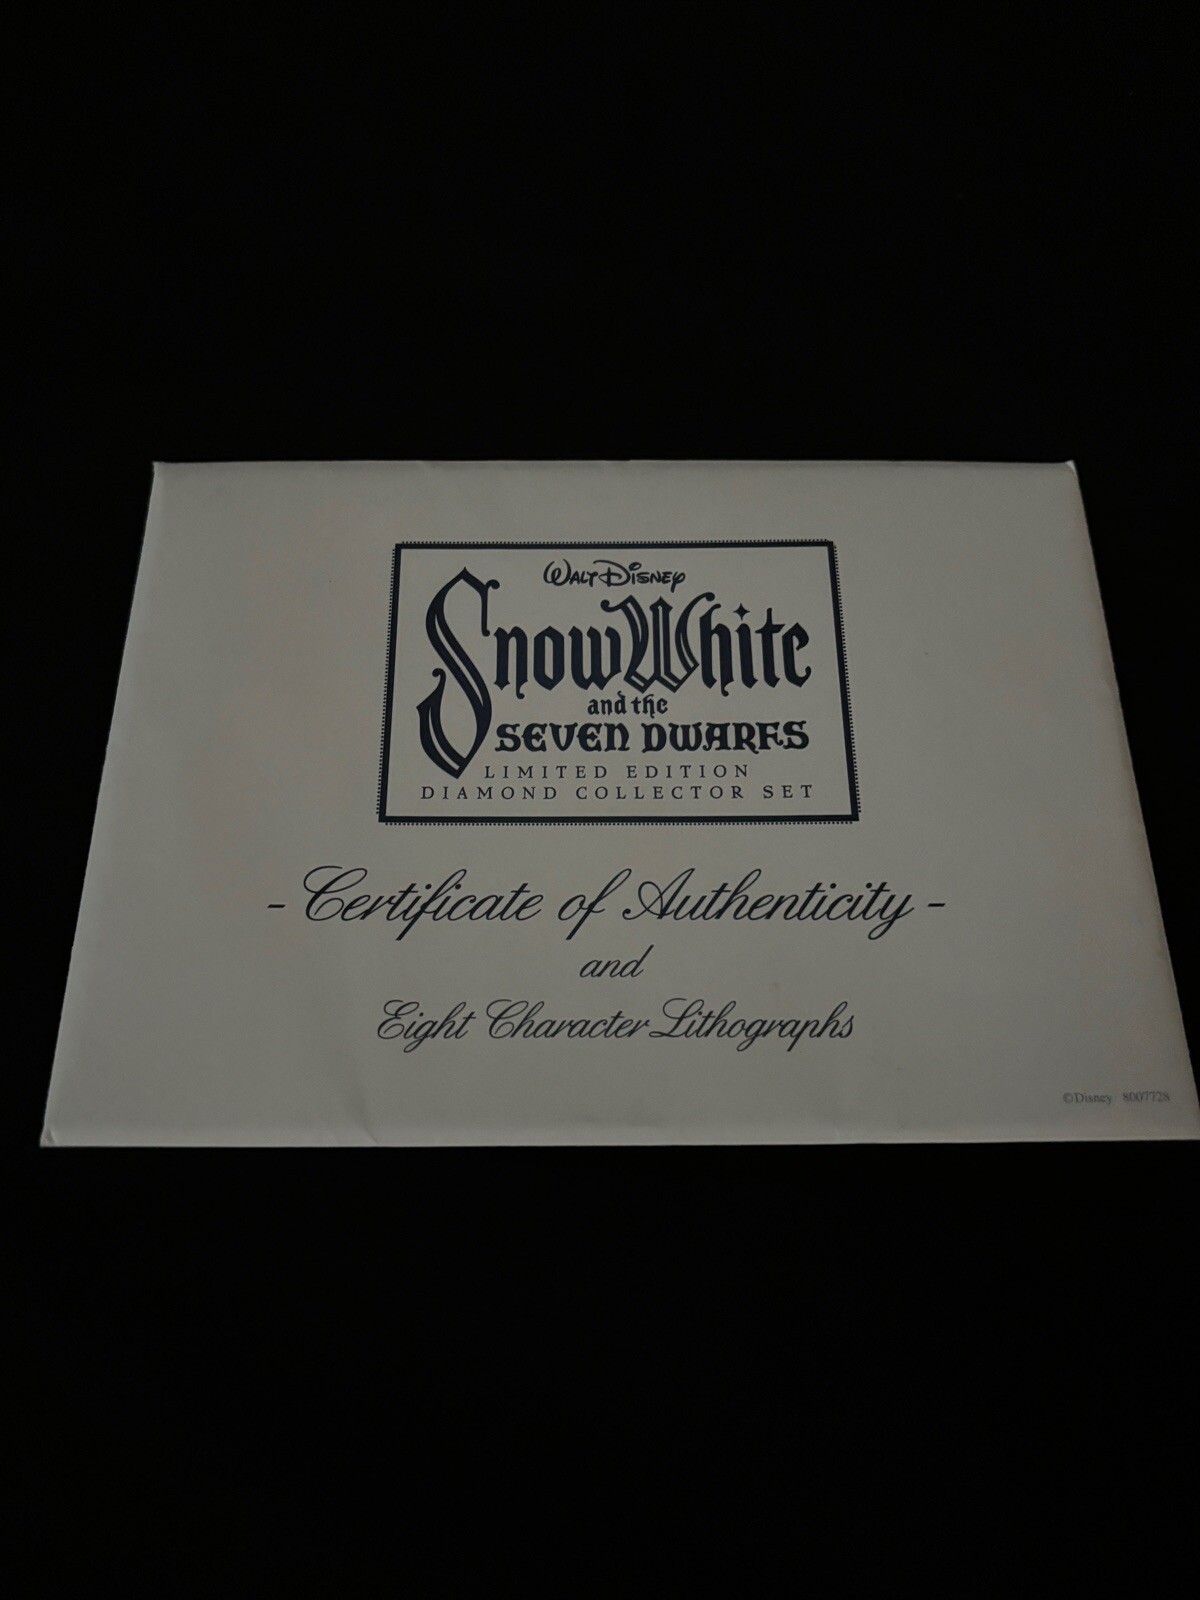 Walt Disney
Snow White
and the
SEVEN DWARFS
LIMITED EDITION
DIAMOND COLLECTOR SET
- Certificate of Authenticity -
and
Eight Character Lithographs
©Disney 8007728